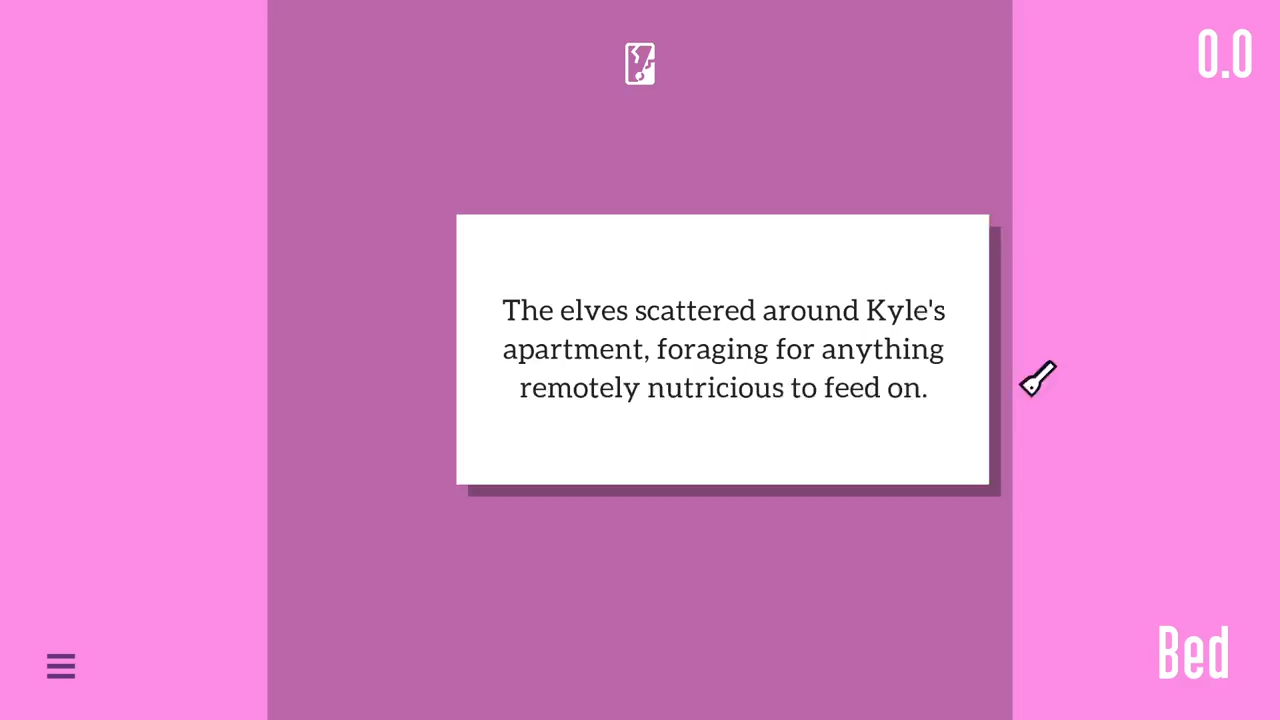 0.0
The elves scattered around Kyle's
apartment, foraging for anything
remotely nutricious to feed on.
Bed